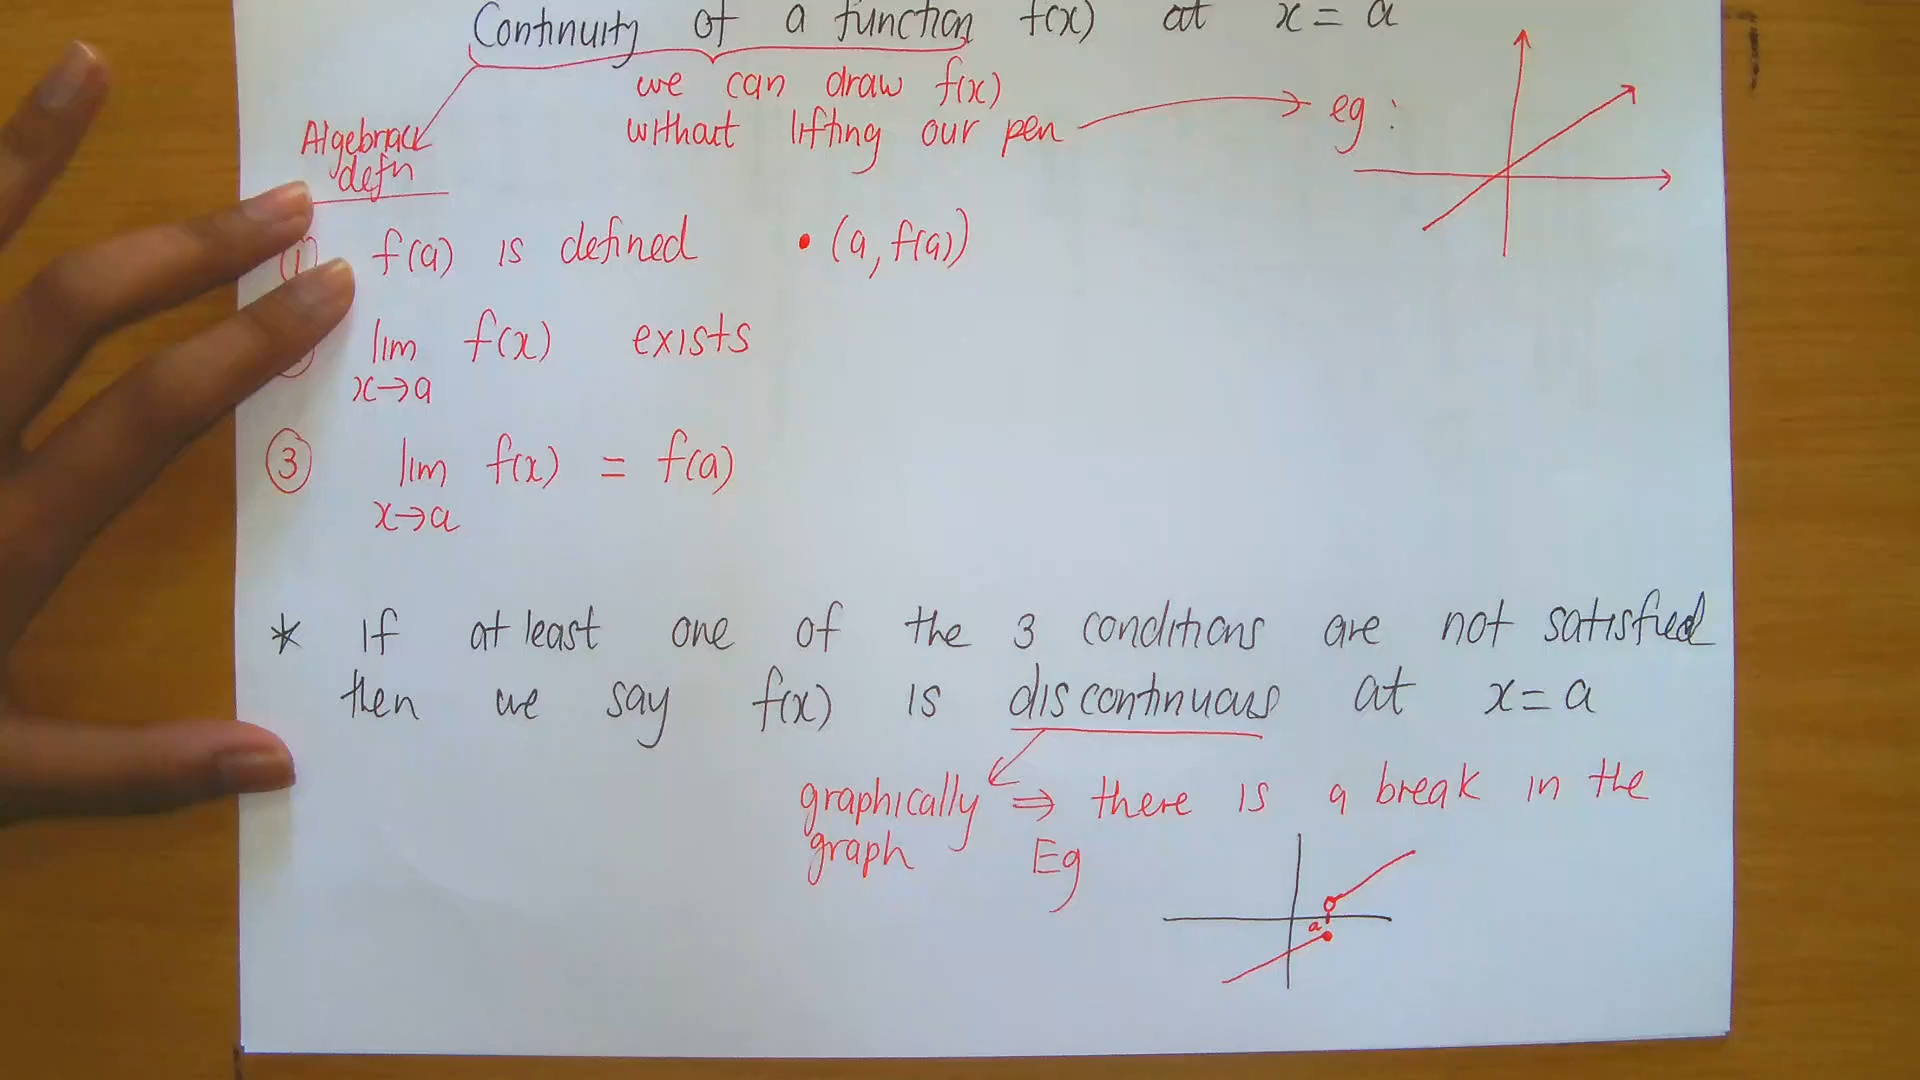 Continuity of a function f(x) at x = a
we can draw f(x)
without lifting our pen → eg :
Algebraic
defn
① f(a) is defined • (a, f(a))
lim f(x) exists
x→a
③ lim f(x) = f(a)
x→a
* If at least one of the 3 conditions are not satisfied
then we say f(x) is discontinuous at x = a
graphically ⇒ there is a break in the
graph Eg
a